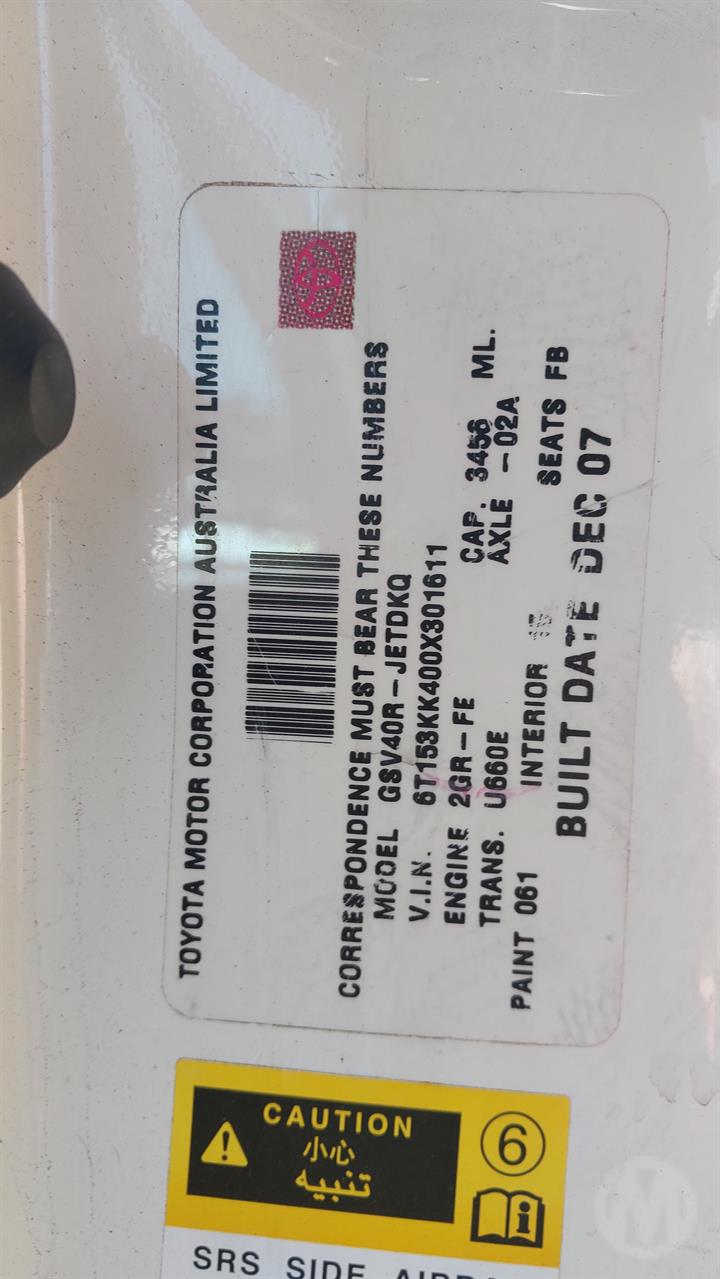 TOYOTA MOTOR CORPORATION AUSTRALIA LIMITED
CORRESPONDENCE MUST BEAR THESE NUMBERS
MODEL GSV40R-JETDKQ
V.I.N. 6T153KK400X301611
ENGINE 2GR-FE CAP. 3456 ML.
TRANS. U660E AXLE -02A
PAINT 061 INTERIOR SEATS FB
BUILT DATE DEC 07
CAUTION
小心
تنبيه
6
i
SRS SIDE
M